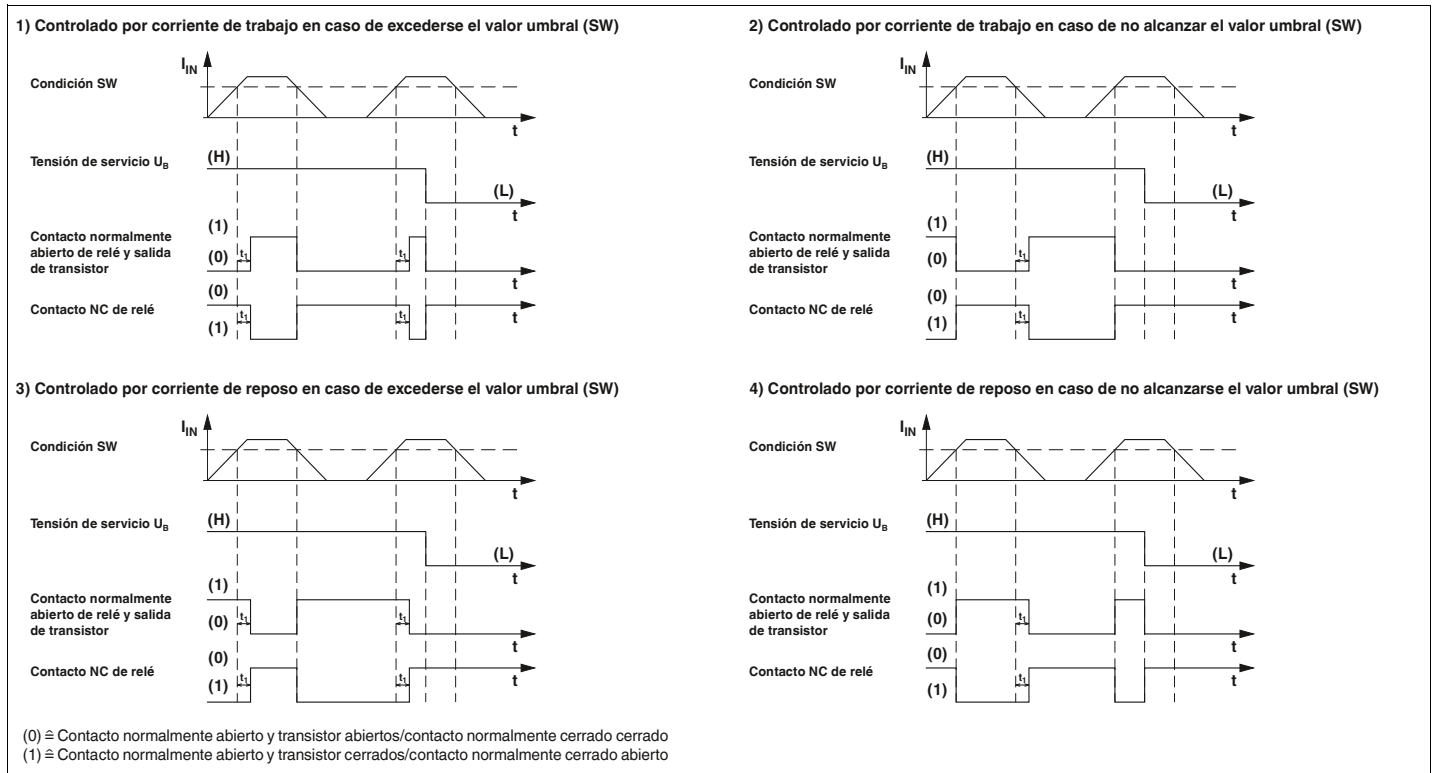 1) Controlado por corriente de trabajo en caso de excederse el valor umbral (SW)
I_IN
Condición SW
t
Tensión de servicio U_B
(H)
(L)
t
Contacto normalmente
abierto de relé y salida
de transistor
(1)
(0)
t₁
t₁
t
Contacto NC de relé
(0)
(1)
t₁
t₁
t
2) Controlado por corriente de trabajo en caso de no alcanzar el valor umbral (SW)
I_IN
Condición SW
t
Tensión de servicio U_B
(H)
(L)
t
Contacto normalmente
abierto de relé y salida
de transistor
(1)
(0)
t₁
t
Contacto NC de relé
(0)
(1)
t₁
t
3) Controlado por corriente de reposo en caso de excederse el valor umbral (SW)
I_IN
Condición SW
t
Tensión de servicio U_B
(H)
(L)
t
Contacto normalmente
abierto de relé y salida
de transistor
(1)
(0)
t₁
t₁
t
Contacto NC de relé
(0)
(1)
t₁
t₁
t
4) Controlado por corriente de reposo en caso de no alcanzarse el valor umbral (SW)
I_IN
Condición SW
t
Tensión de servicio U_B
(H)
(L)
t
Contacto normalmente
abierto de relé y salida
de transistor
(1)
(0)
t₁
t
Contacto NC de relé
(0)
(1)
t₁
t
(0) ≙ Contacto normalmente abierto y transistor abiertos/contacto normalmente cerrado cerrado
(1) ≙ Contacto normalmente abierto y transistor cerrados/contacto normalmente cerrado abierto